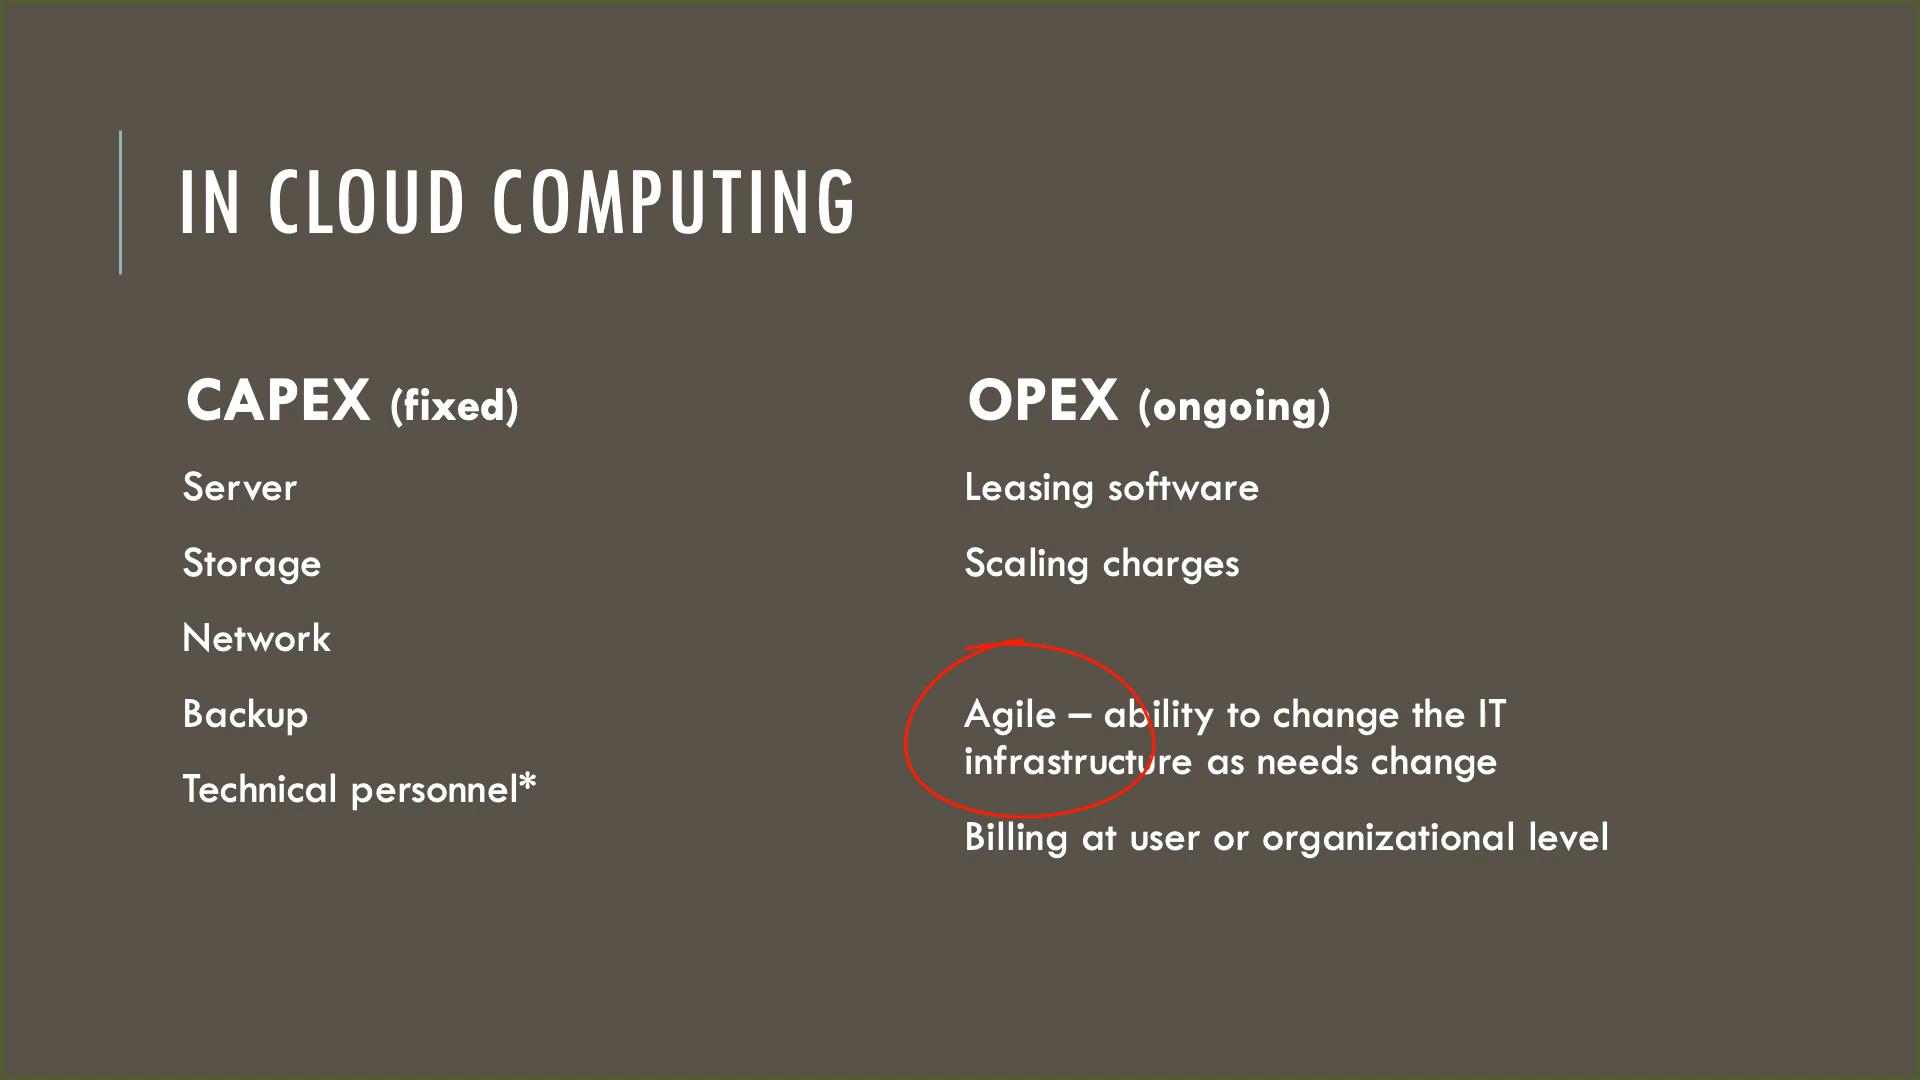 IN CLOUD COMPUTING
CAPEX (fixed)
Server
Storage
Network
Backup
Technical personnel*
OPEX (ongoing)
Leasing software
Scaling charges
Agile – ability to change the IT
infrastructure as needs change
Billing at user or organizational level